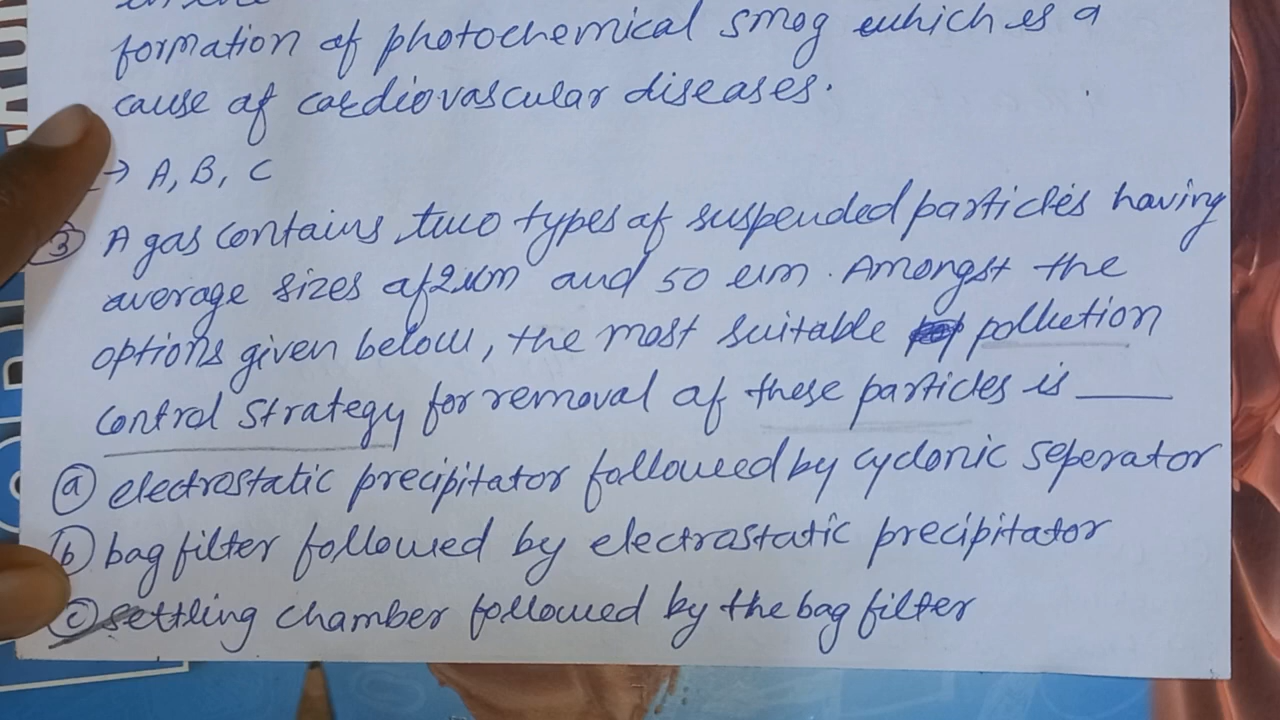 formation of photochemical smog which is a
cause of cardiovascular diseases.
→ A, B, C
③ A gas contains two types of suspended particles having
average sizes of 2 um and 50 um. Amongst the
options given below, the most suitable pollution
control strategy for removal of these particles is ____
ⓐ electrostatic precipitator followed by cyclonic seperator
ⓑ bag filter followed by electrostatic precipitator
ⓒ settling chamber followed by the bag filter